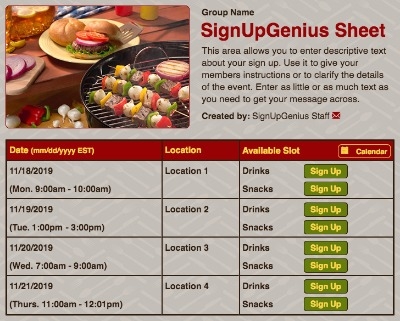 Group Name
SignUpGenius Sheet
This area allows you to enter descriptive text
about your sign up. Use it to give your
members instructions or to clarify the details
of the event. Enter as little or as much text as
you need to get your message across.
Created by: SignUpGenius Staff
Date (mm/dd/yyyy EST) Location Available Slot Calendar
11/18/2019 Location 1 Drinks Sign Up
(Mon. 9:00am - 10:00am) Snacks Sign Up
11/19/2019 Location 2 Drinks Sign Up
(Tue. 1:00pm - 3:00pm) Snacks Sign Up
11/20/2019 Location 3 Drinks Sign Up
(Wed. 7:00am - 9:00am) Snacks Sign Up
11/21/2019 Location 4 Drinks Sign Up
(Thurs. 11:00am - 12:01pm) Snacks Sign Up